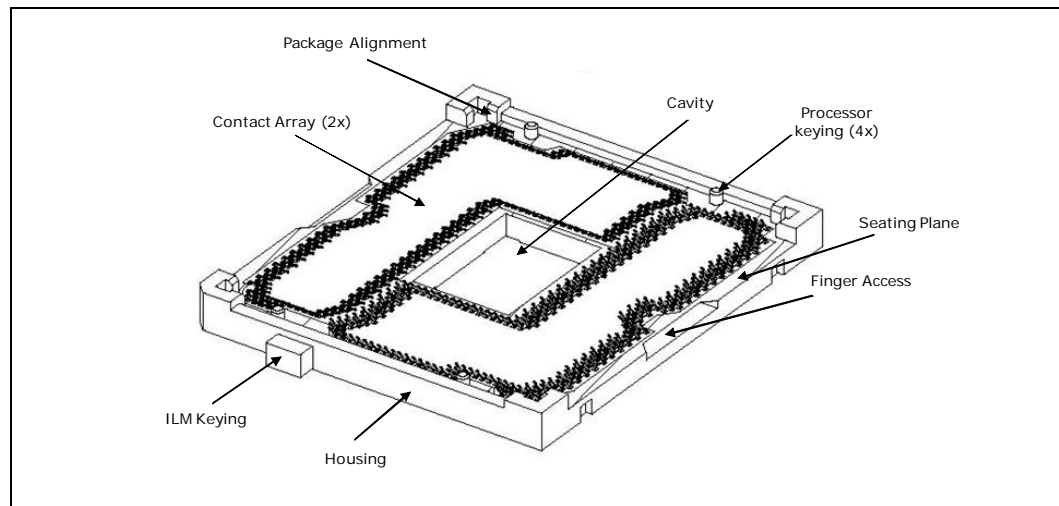 Package Alignment
Contact Array (2x)
Cavity
Processor
keying (4x)
Seating Plane
Finger Access
ILM Keying
Housing